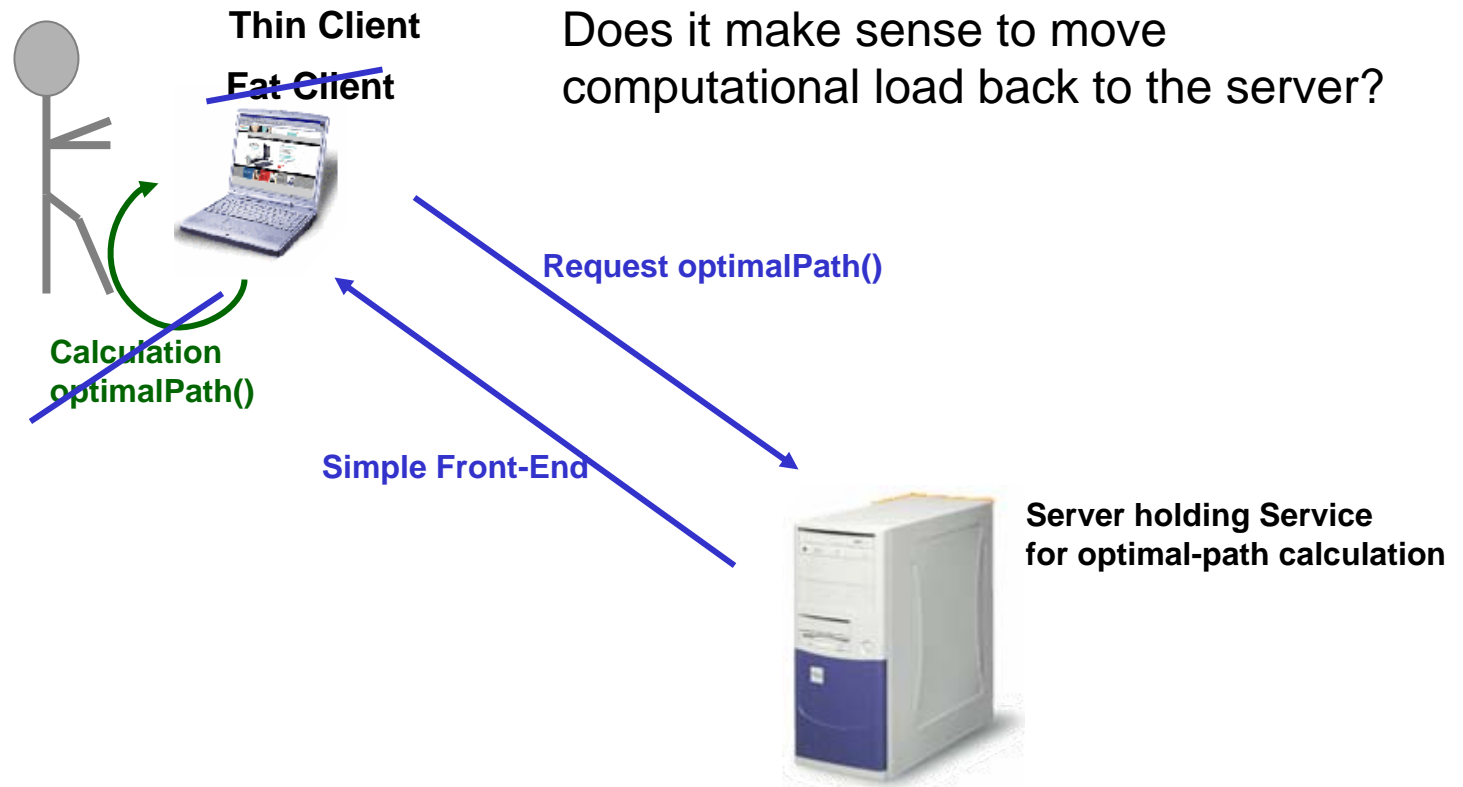 Thin Client
Fat Client
Does it make sense to move
computational load back to the server?
Request optimalPath()
Calculation
optimalPath()
Simple Front-End
Server holding Service
for optimal-path calculation